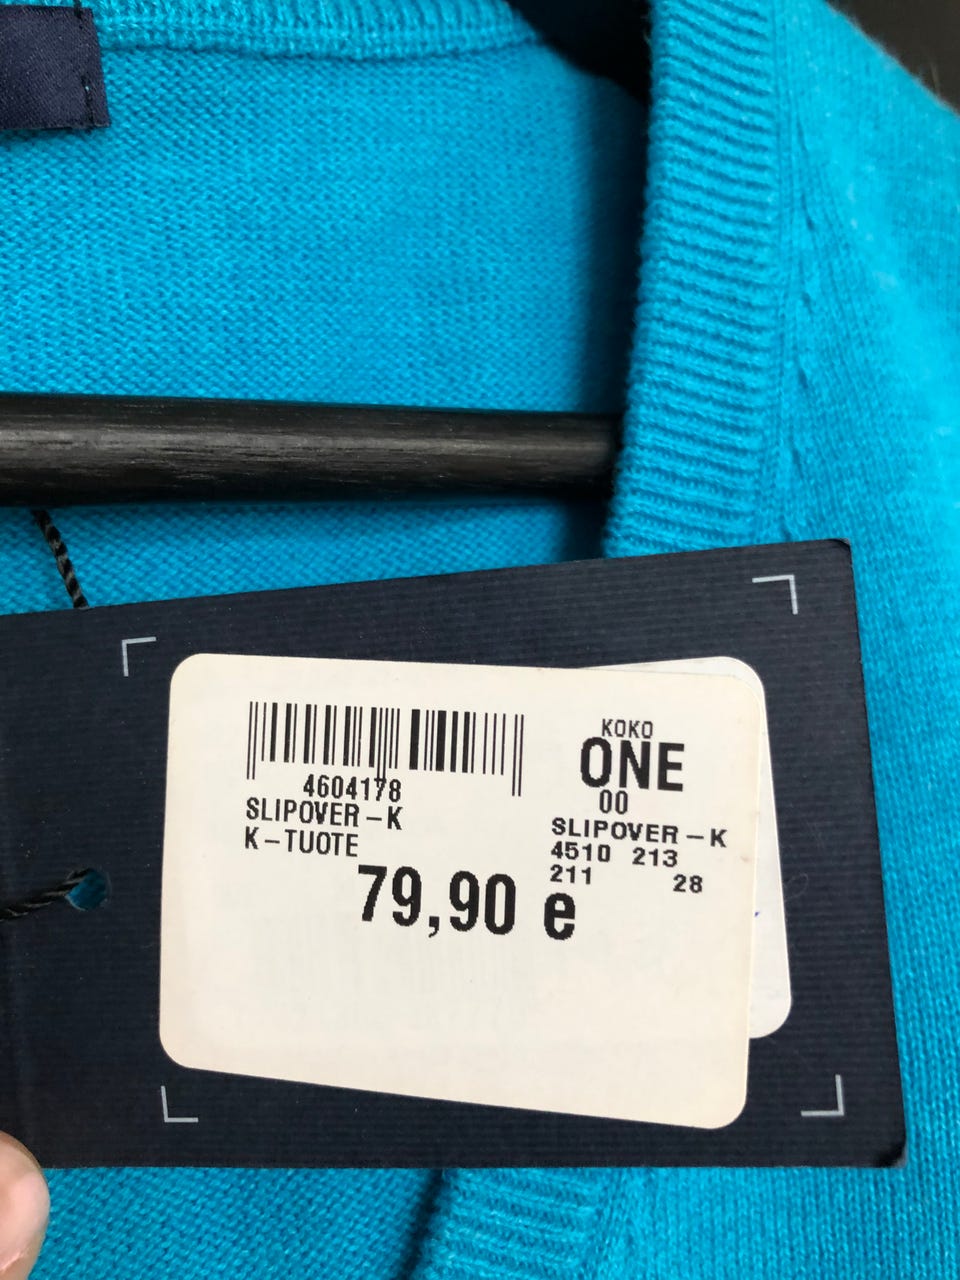 4604178
SLIPOVER-K
K-TUOTE
79,90 e
KOKO
ONE
00
SLIPOVER-K
4510 213
211 28